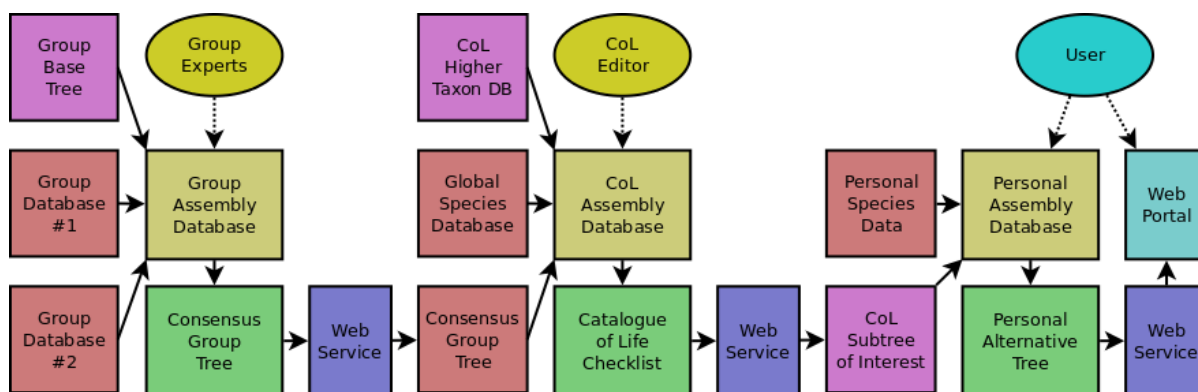 Group
Base
Tree
Group
Experts
CoL
Higher
Taxon DB
CoL
Editor
User
Group
Database
#1
Group
Assembly
Database
Global
Species
Database
CoL
Assembly
Database
Personal
Species
Data
Personal
Assembly
Database
Web
Portal
Group
Database
#2
Consensus
Group
Tree
Web
Service
Consensus
Group
Tree
Catalogue
of Life
Checklist
Web
Service
CoL
Subtree
of Interest
Personal
Alternative
Tree
Web
Service